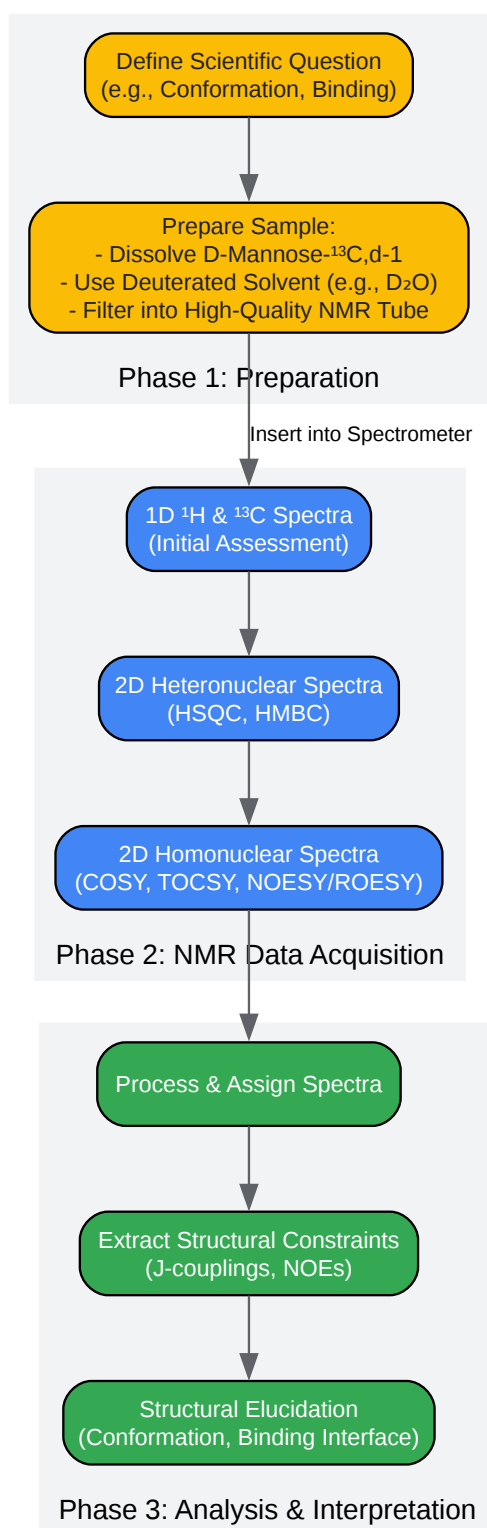 Define Scientific Question
(e.g., Conformation, Binding)
Prepare Sample:
- Dissolve D-Mannose-¹³C,d-1
- Use Deuterated Solvent (e.g., D₂O)
- Filter into High-Quality NMR Tube
Phase 1: Preparation
Insert into Spectrometer
1D ¹H & ¹³C Spectra
(Initial Assessment)
2D Heteronuclear Spectra
(HSQC, HMBC)
2D Homonuclear Spectra
(COSY, TOCSY, NOESY/ROESY)
Phase 2: NMR Data Acquisition
Process & Assign Spectra
Extract Structural Constraints
(J-couplings, NOEs)
Structural Elucidation
(Conformation, Binding Interface)
Phase 3: Analysis & Interpretation